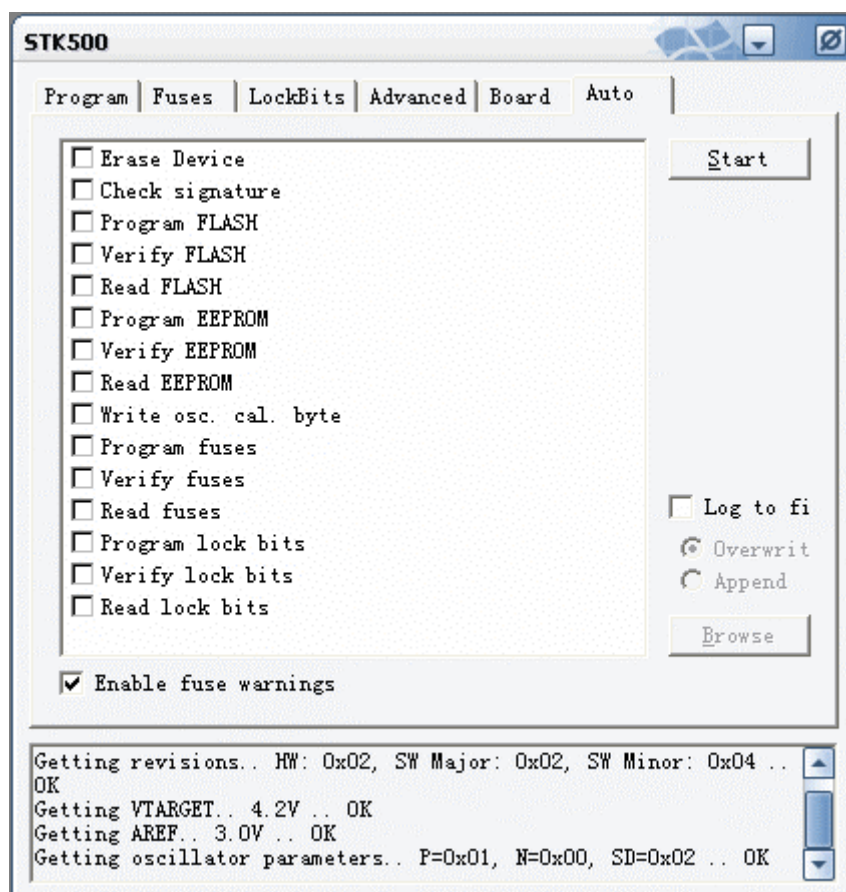 STK500
Program Fuses LockBits Advanced Board Auto
Erase Device
Check signature
Program FLASH
Verify FLASH
Read FLASH
Program EEPROM
Verify EEPROM
Read EEPROM
Write osc. cal. byte
Program fuses
Verify fuses
Read fuses
Program lock bits
Verify lock bits
Read lock bits
Start
Log to fi
Overwrit
Append
Browse
Enable fuse warnings
Getting revisions.. HW: 0x02, SW Major: 0x02, SW Minor: 0x04 ..
OK
Getting VTARGET.. 4.2V .. OK
Getting AREF.. 3.0V .. OK
Getting oscillator parameters.. P=0x01, N=0x00, SD=0x02 .. OK